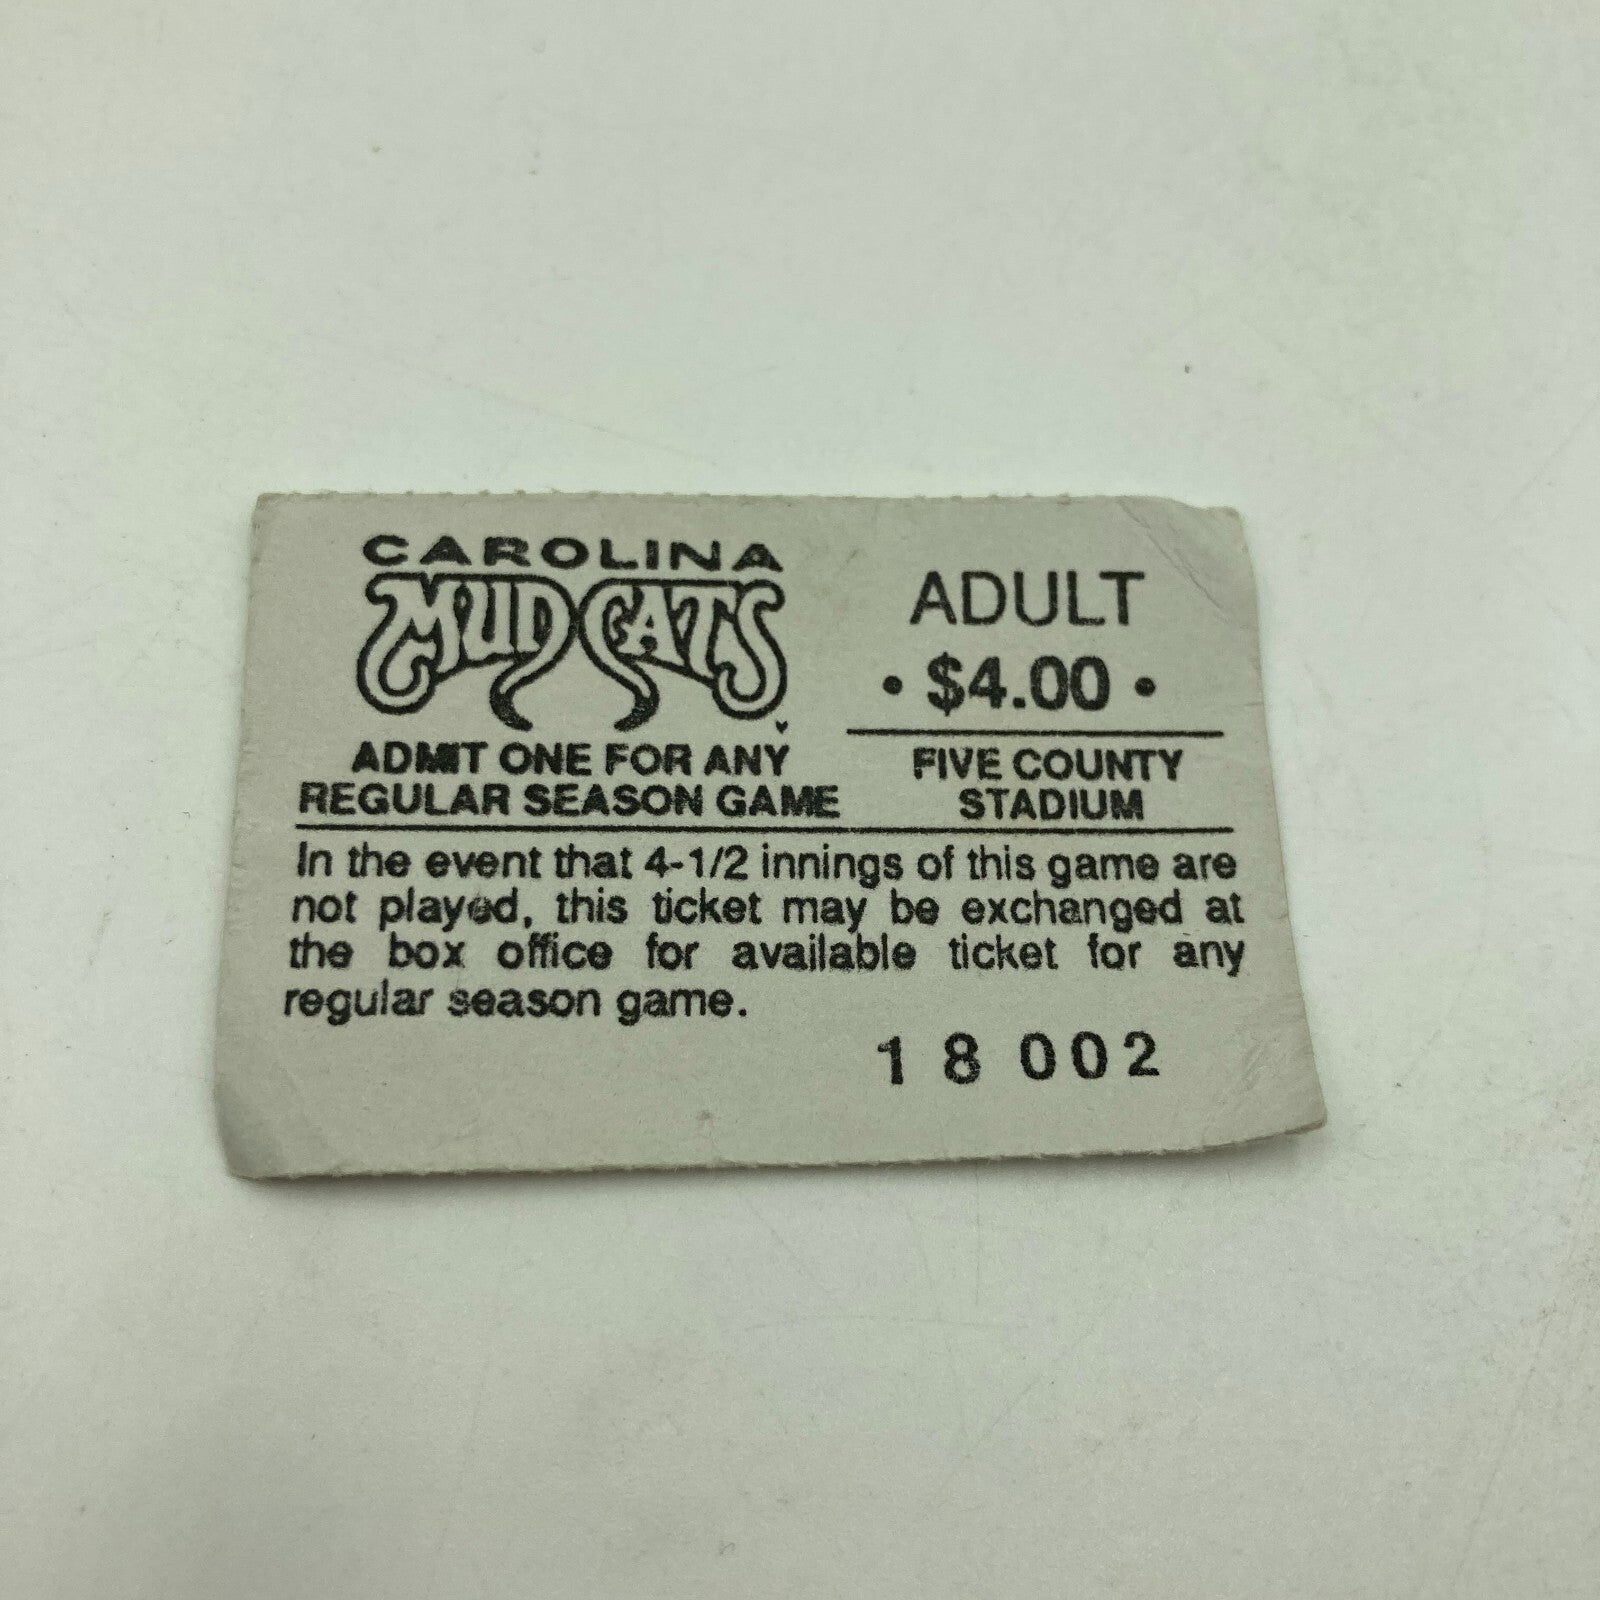 CAROLINA
MUDCATS
ADMIT ONE FOR ANY
REGULAR SEASON GAME
ADULT
• $4.00 •
FIVE COUNTY
STADIUM
In the event that 4-1/2 innings of this game are
not played, this ticket may be exchanged at
the box office for available ticket for any
regular season game.
18 002